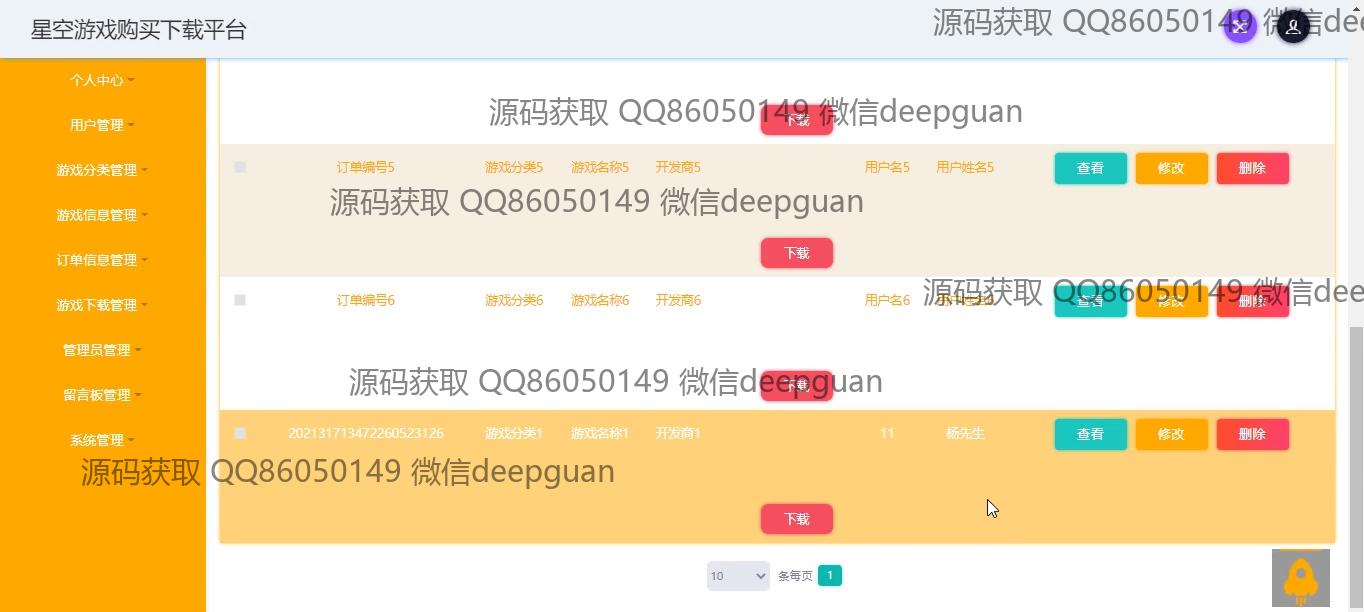 星空游戏购买下载平台
源码获取 QQ86050149 微信dee
个人中心
用户管理
游戏分类管理
游戏信息管理
订单信息管理
游戏下载管理
管理员管理
留言板管理
系统管理
源码获取 QQ86050149 微信deepguan
下载
订单编号5 游戏分类5 游戏名称5 开发商5 用户名5 用户姓名5 查看 修改 删除
源码获取 QQ86050149 微信deepguan
下载
源码获取 QQ86050149 微信dee
订单编号6 游戏分类6 游戏名称6 开发商6 用户名6 用户姓名6 查看 修改 删除
源码获取 QQ86050149 微信deepguan
下载
202131713472260523126 游戏分类1 游戏名称1 开发商1 11 杨先生 查看 修改 删除
源码获取 QQ86050149 微信deepguan
下载
10 条每页 1